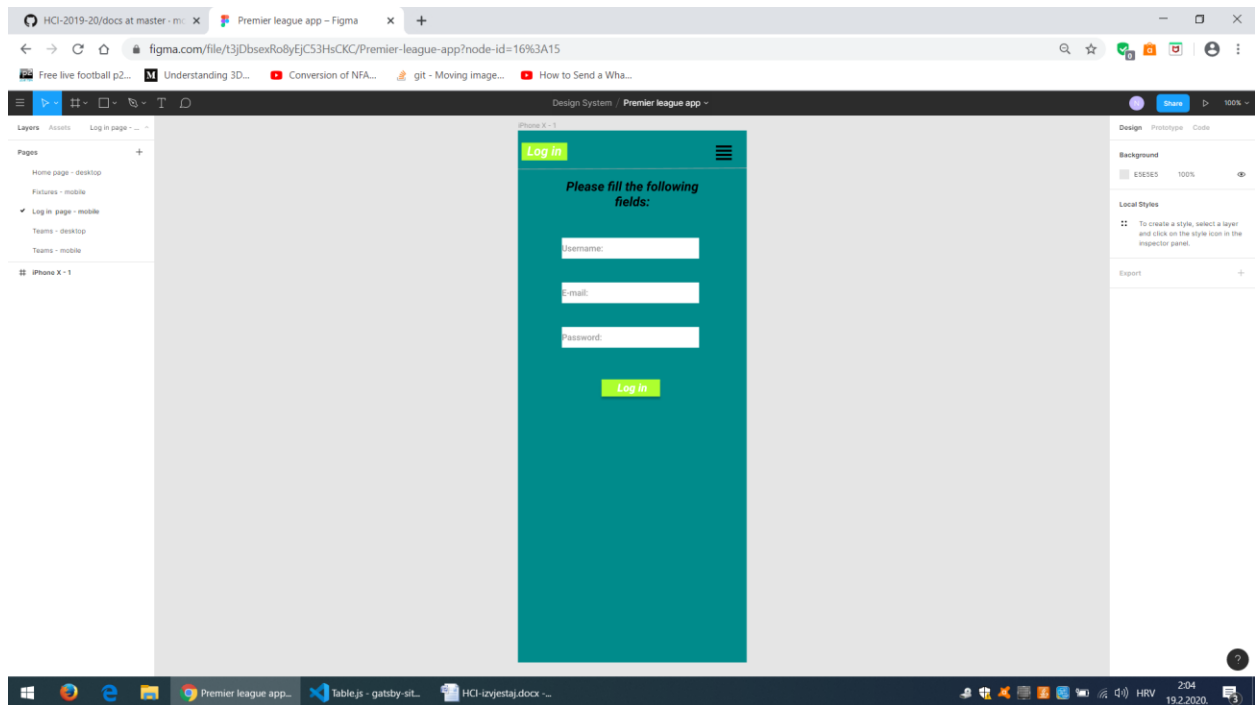 HCI-2019-20/docs at master · mc
Premier league app – Figma
figma.com/file/t3jDbsexRo8yEjC53HsCKC/Premier-league-app?node-id=16%3A15
Free live football p2...
M Understanding 3D...
Conversion of NFA...
git - Moving image...
How to Send a Wha...
Design System / Premier league app
N
Share
100%
Layers Assets Log in page - ...
Pages
Home page - desktop
Fixtures - mobile
Log in page - mobile
Teams - desktop
Teams - mobile
iPhone X - 1
iPhone X - 1
Log in
Please fill the following
fields:
Username:
E-mail:
Password:
Log in
Design Prototype Code
Background
E5E5E5 100%
Local Styles
To create a style, select a layer
and click on the style icon in the
inspector panel.
Export
?
Premier league app...
Table.js - gatsby-sit...
HCI-izvjestaj.docx -...
HRV
2:04
19.2.2020.
3